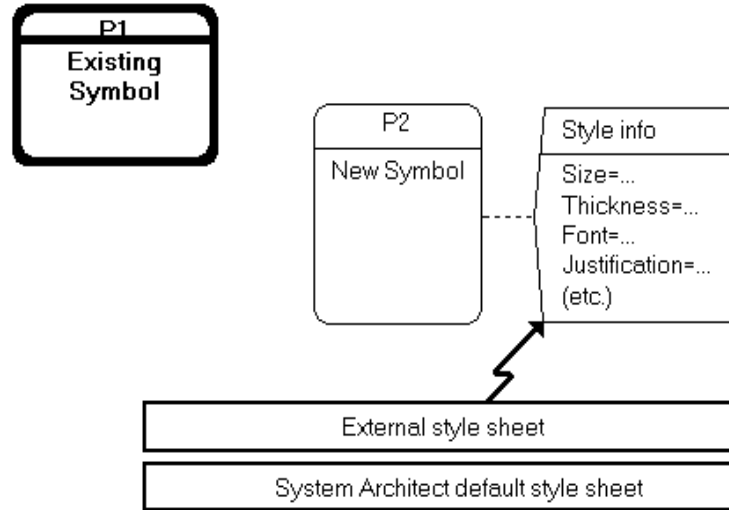 P1
Existing
Symbol
P2
New Symbol
Style info
Size=...
Thickness=...
Font=...
Justification=...
(etc.)
External style sheet
System Architect default style sheet